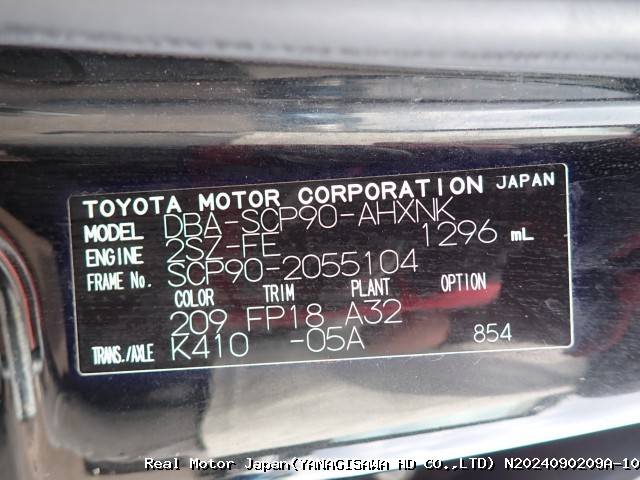 TOYOTA MOTOR CORPORATION JAPAN
MODEL DBA-SCP90-AHXNK
ENGINE 2SZ-FE 1296 mL
FRAME No. SCP90-2055104
COLOR TRIM PLANT OPTION
209 FP18 A32
TRANS./AXLE K410 -05A 854
Real Motor Japan(YANAGISAWA HD CO.,LTD) N2024090209A-10